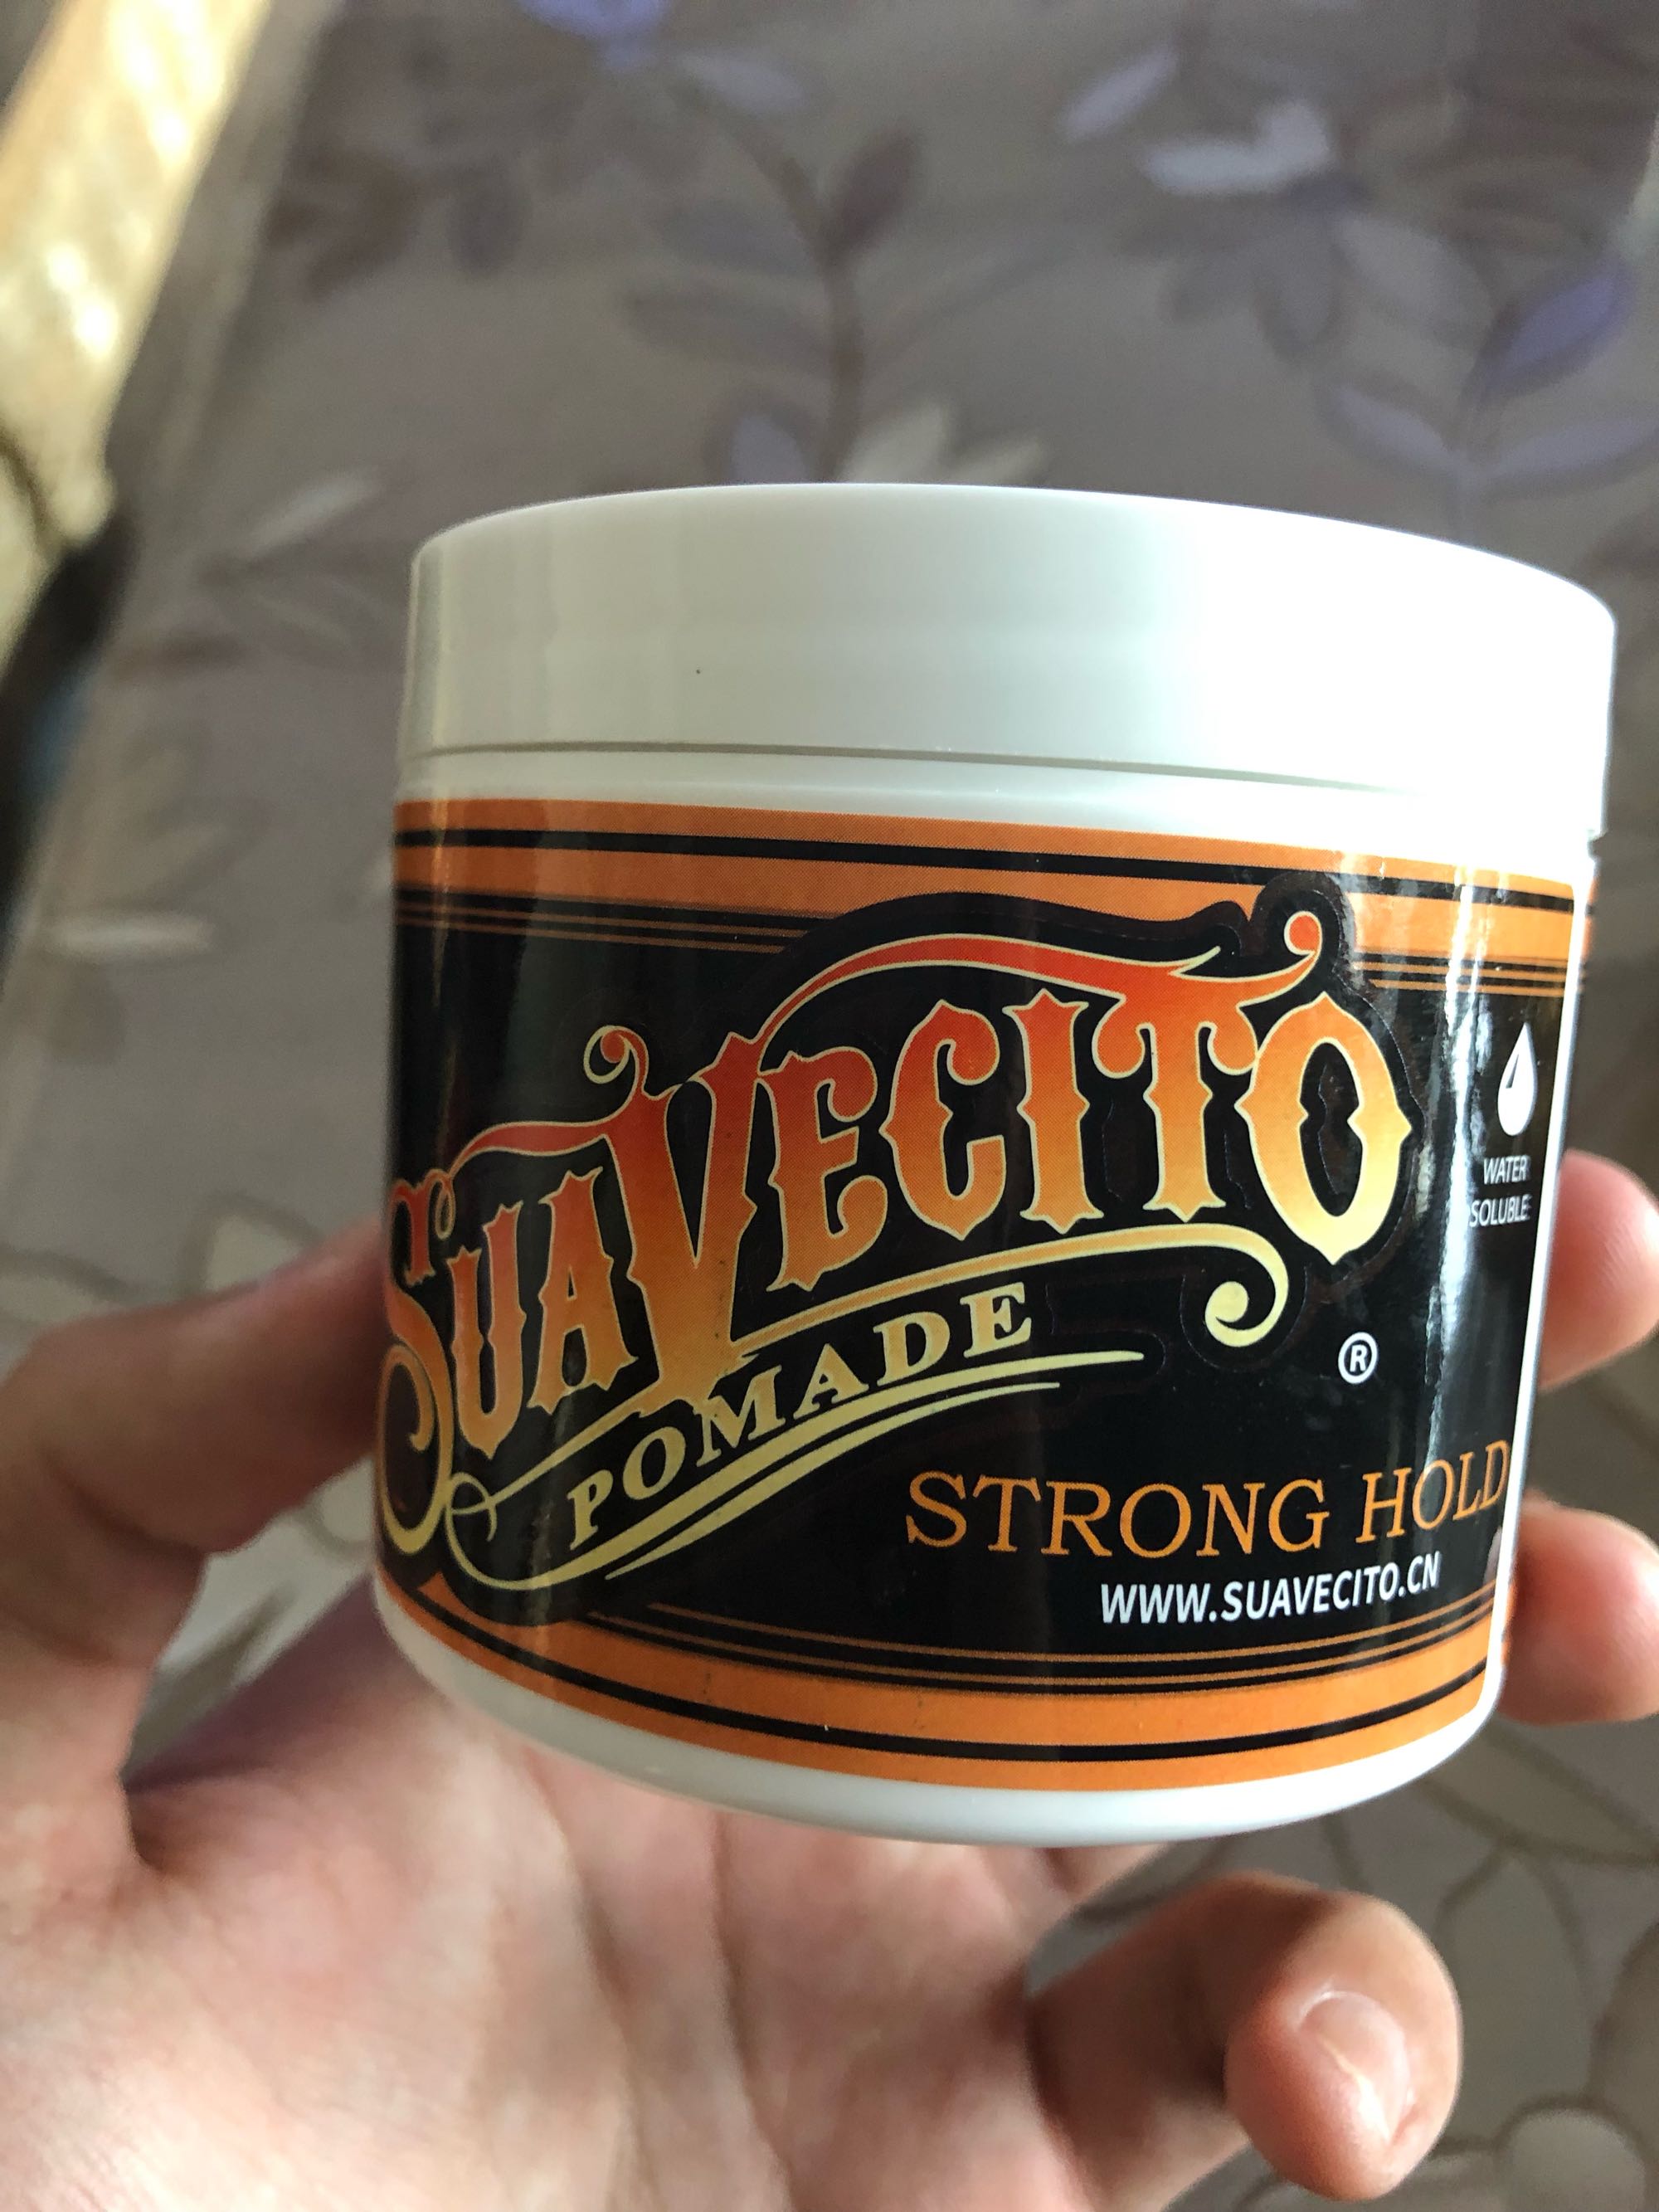 SUAVECITO
POMADE
®
WATER
SOLUBLE
STRONG HOLD
WWW.SUAVECITO.CN